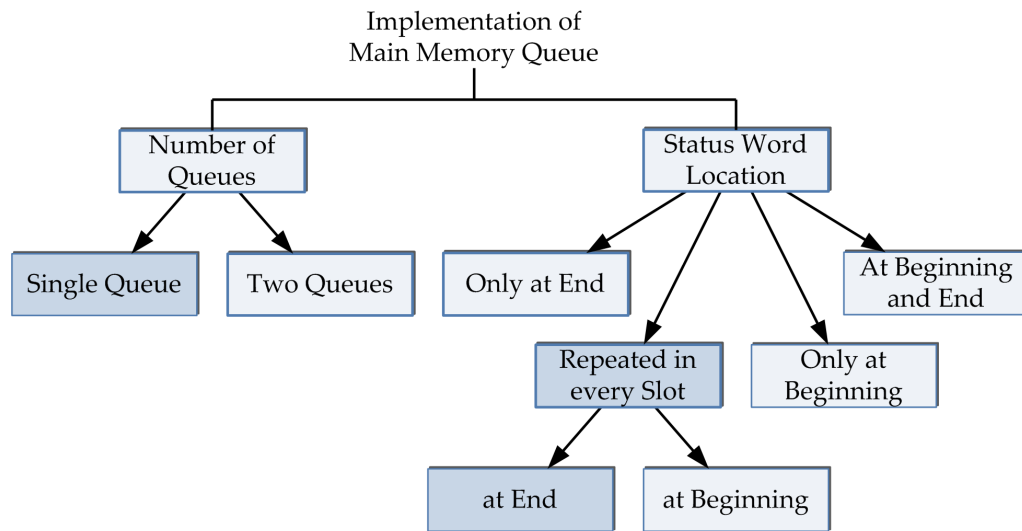 Implementation of
Main Memory Queue
Number of
Queues
Status Word
Location
Single Queue
Two Queues
Only at End
At Beginning
and End
Repeated in
every Slot
Only at
Beginning
at End
at Beginning